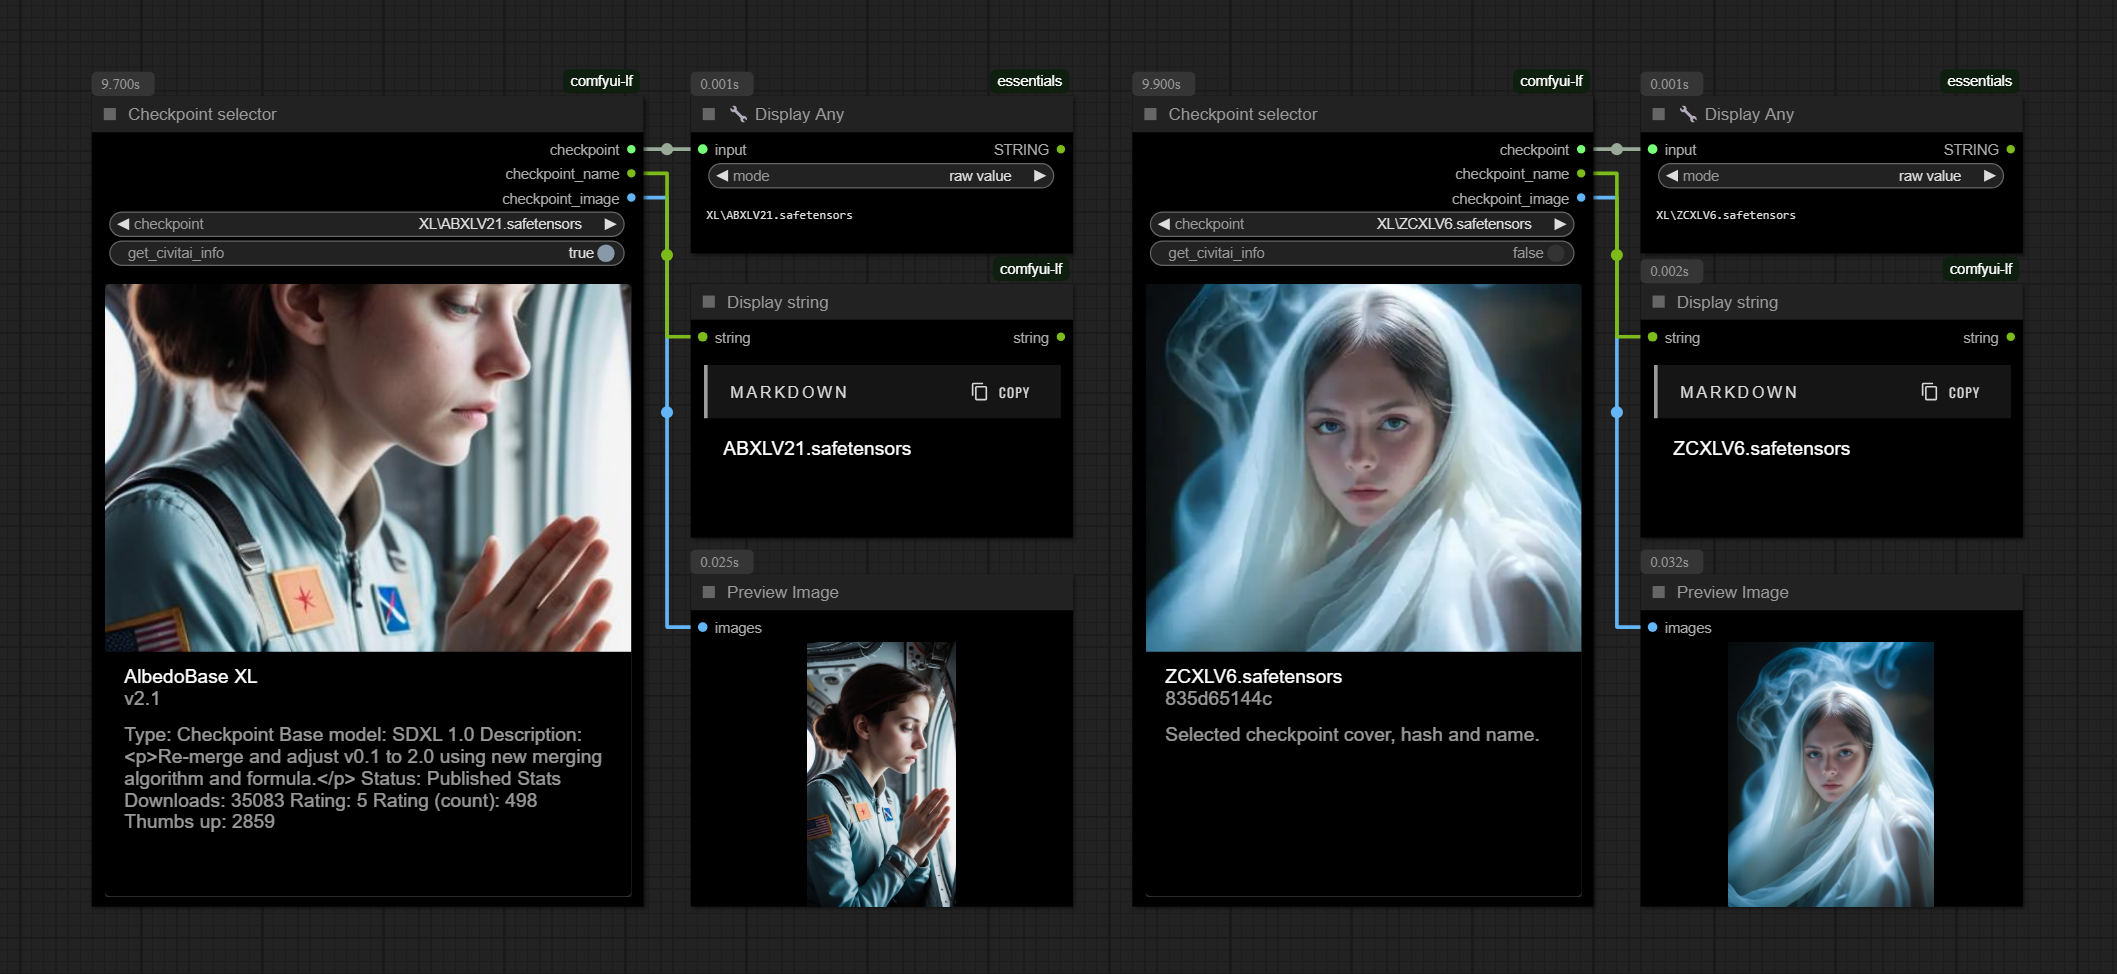 9.700s
comfyui-lf
Checkpoint selector
checkpoint
checkpoint_name
checkpoint_image
checkpoint XL\ABXLV21.safetensors
get_civitai_info true
AlbedoBase XL
v2.1
Type: Checkpoint Base model: SDXL 1.0 Description:
<p>Re-merge and adjust v0.1 to 2.0 using new merging
algorithm and formula.</p> Status: Published Stats
Downloads: 35083 Rating: 5 Rating (count): 498
Thumbs up: 2859
0.001s
essentials
Display Any
input STRING
mode raw value
XL\ABXLV21.safetensors
comfyui-lf
Display string
string string
MARKDOWN COPY
ABXLV21.safetensors
0.025s
Preview Image
images
9.900s
comfyui-lf
Checkpoint selector
checkpoint
checkpoint_name
checkpoint_image
checkpoint XL\ZCXLV6.safetensors
get_civitai_info false
ZCXLV6.safetensors
835d65144c
Selected checkpoint cover, hash and name.
0.001s
essentials
Display Any
input STRING
mode raw value
XL\ZCXLV6.safetensors
0.002s
comfyui-lf
Display string
string string
MARKDOWN COPY
ZCXLV6.safetensors
0.032s
Preview Image
images